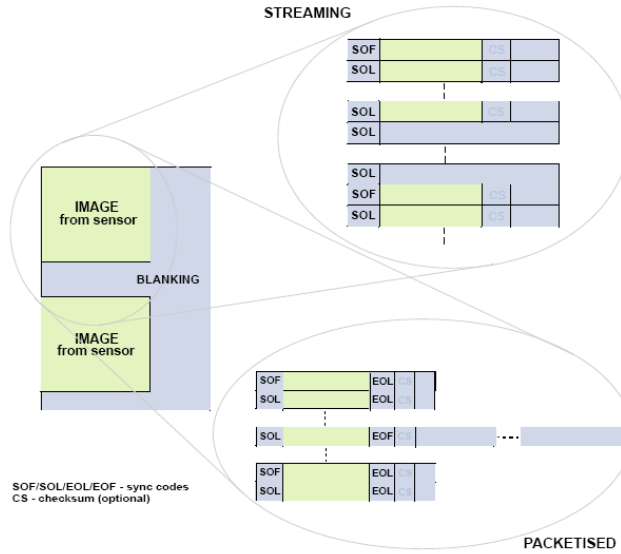 STREAMING
SOF CS
SOL CS
SOL CS
SOL
SOL
SOF CS
SOL CS
IMAGE
from sensor
BLANKING
IMAGE
from sensor
SOF EOL CS
SOL EOL CS
SOL EOF CS
SOF EOL CS
SOL EOL CS
SOF/SOL/EOL/EOF - sync codes
CS - checksum (optional)
PACKETISED